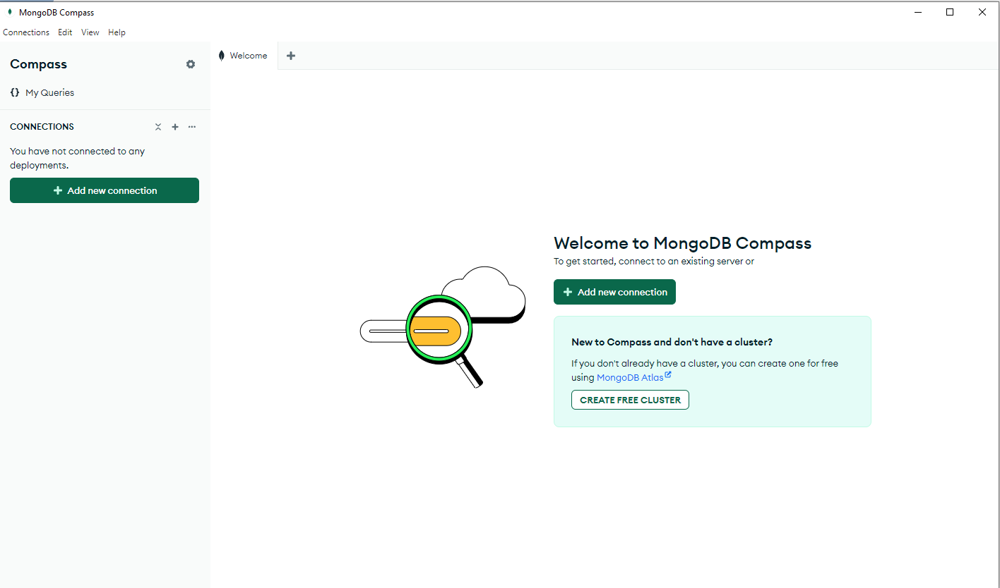 MongoDB Compass
Connections Edit View Help
Compass
{} My Queries
CONNECTIONS
You have not connected to any
deployments.
+ Add new connection
Welcome +
Welcome to MongoDB Compass
To get started, connect to an existing server or
+ Add new connection
New to Compass and don't have a cluster?
If you don't already have a cluster, you can create one for free
using MongoDB Atlas
CREATE FREE CLUSTER